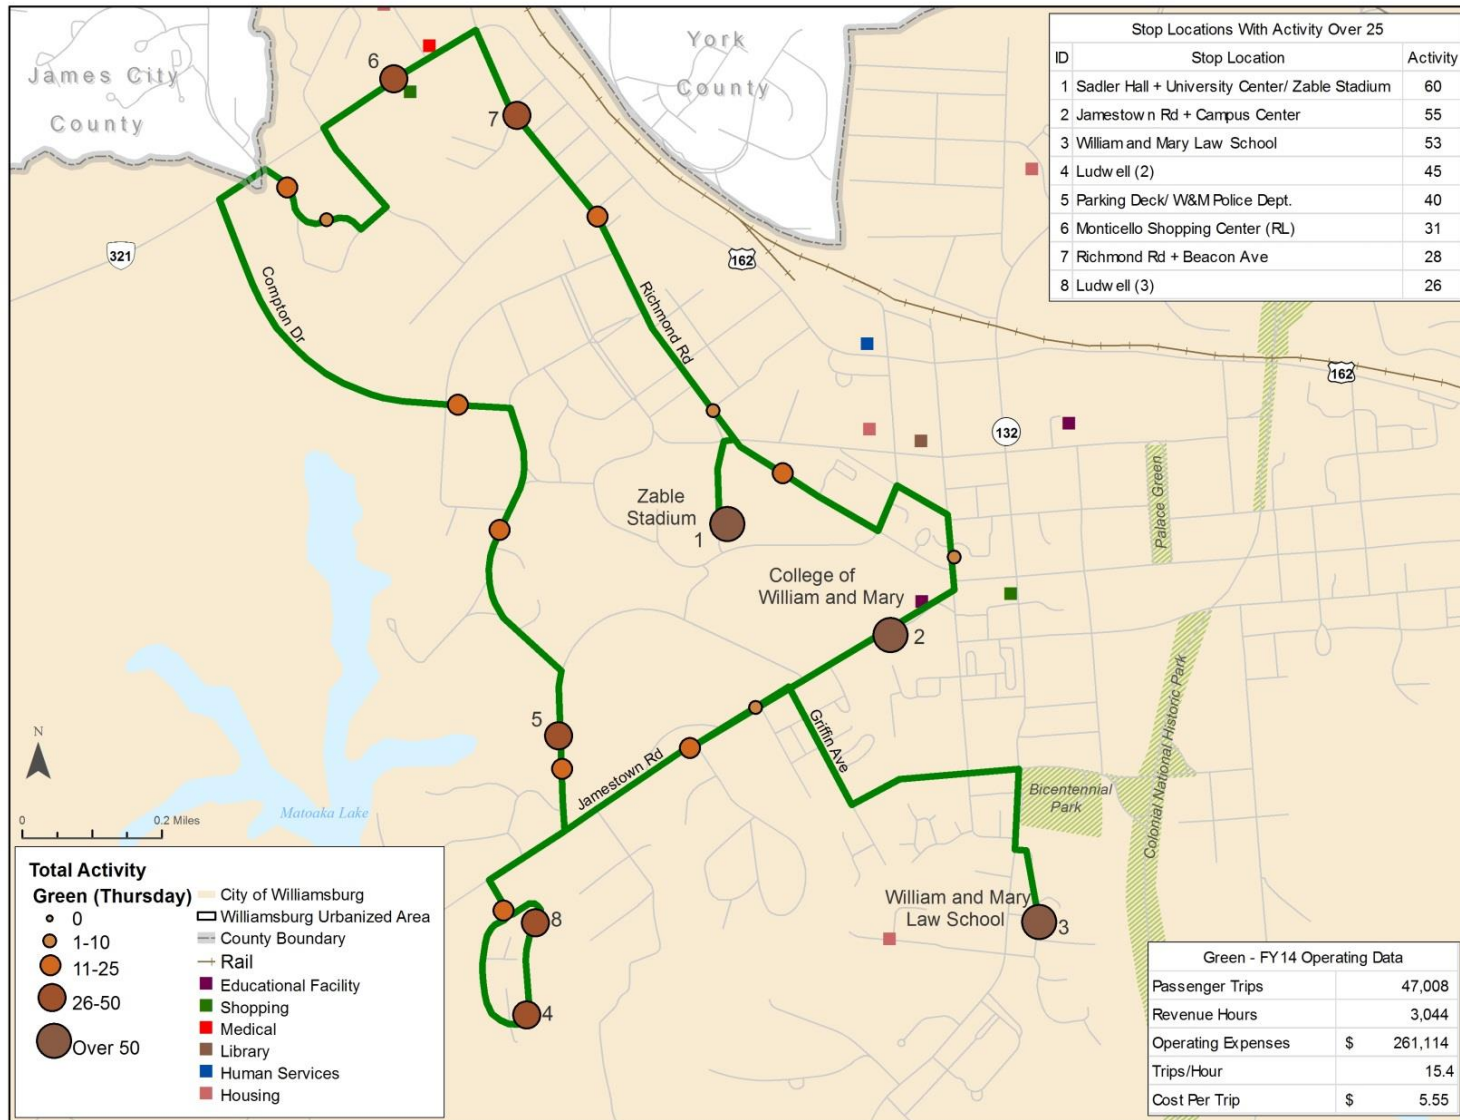 James City
County
York
County
Stop Locations With Activity Over 25
ID Stop Location Activity
1 Sadler Hall + University Center/ Zable Stadium 60
2 Jamestown Rd + Campus Center 55
3 William and Mary Law School 53
4 Ludwell (2) 45
5 Parking Deck/ W&M Police Dept. 40
6 Monticello Shopping Center (RL) 31
7 Richmond Rd + Beacon Ave 28
8 Ludwell (3) 26
6
7
321
162
162
132
Compton Dr
Richmond Rd
Zable
Stadium
1
Palace Green
College of
William and Mary
2
5
Griffin Ave
Jamestown Rd
Colonial National Historic Park
Bicentennial
Park
N
Matoaka Lake
0 0.2 Miles
William and Mary
Law School
3
8
4
Total Activity
Green (Thursday)
0
1-10
11-25
26-50
Over 50
City of Williamsburg
Williamsburg Urbanized Area
County Boundary
Rail
Educational Facility
Shopping
Medical
Library
Human Services
Housing
Green - FY14 Operating Data
Passenger Trips 47,008
Revenue Hours 3,044
Operating Expenses $ 261,114
Trips/Hour 15.4
Cost Per Trip $ 5.55